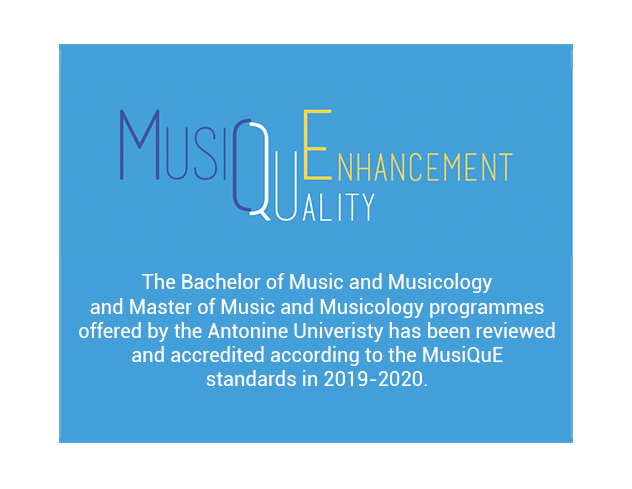 MUSIQUE ENHANCEMENT
QUALITY
The Bachelor of Music and Musicology
and Master of Music and Musicology programmes
offered by the Antonine Univeristy has been reviewed
and accredited according to the MusiQuE
standards in 2019-2020.